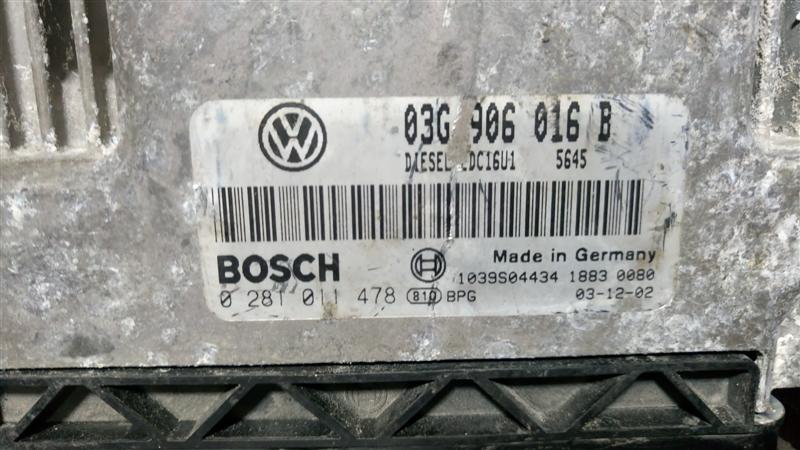 03G 906 016 B
DIESEL EDC16U1 5645
BOSCH
Made in Germany
1039S04434 1883 0080
0 281 011 478 810 BPG 03-12-02